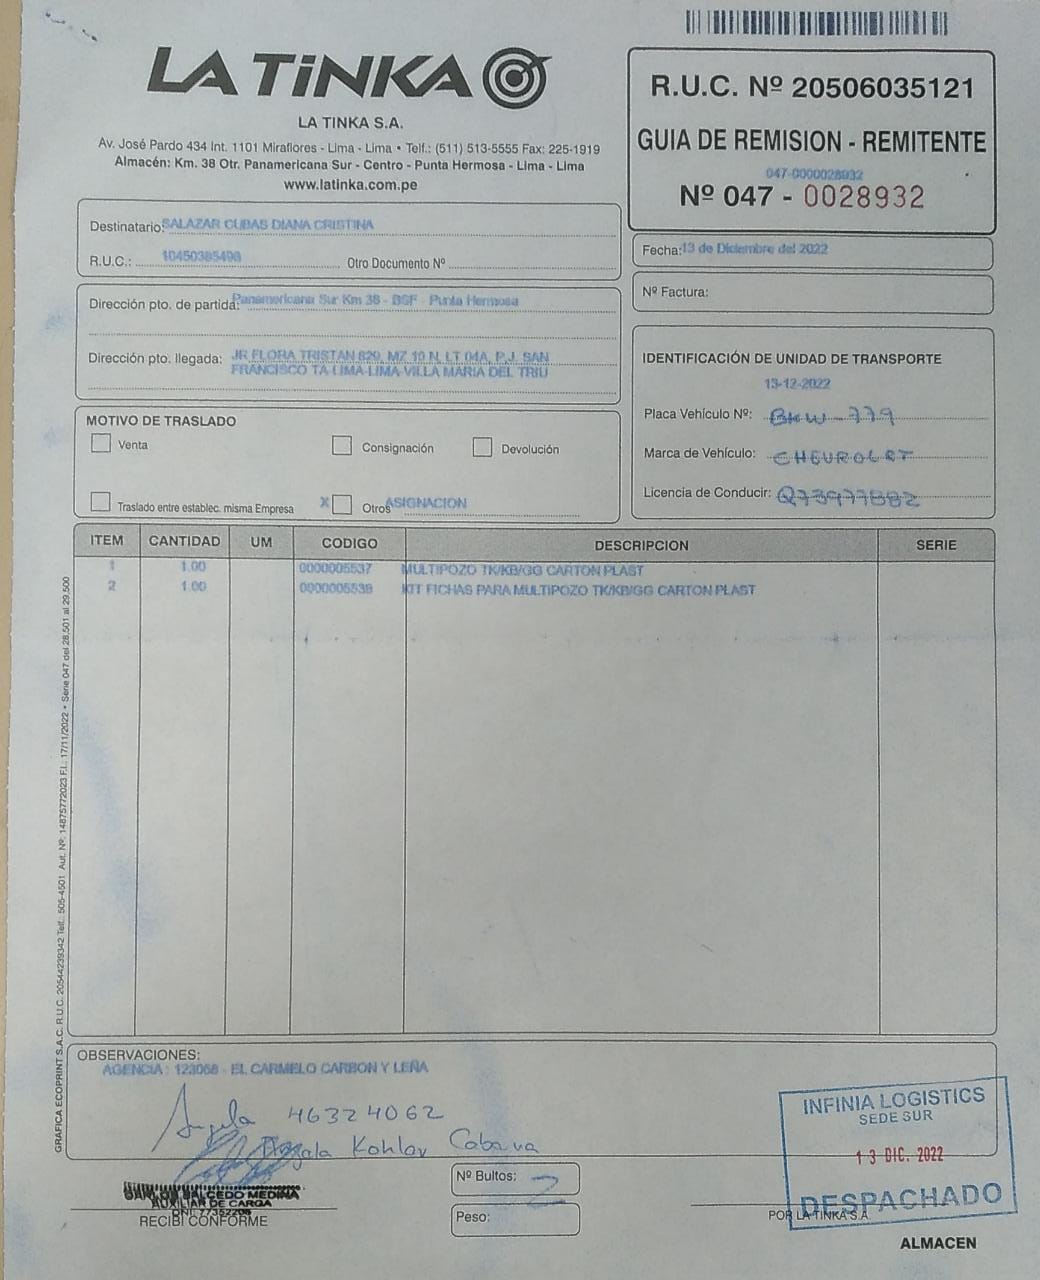 LA TiNKA
LA TINKA S.A.
Av. José Pardo 434 Int. 1101 Miraflores - Lima - Lima • Telf.: (511) 513-5555 Fax: 225-1919
Almacén: Km. 38 Otr. Panamericana Sur - Centro - Punta Hermosa - Lima - Lima
www.latinka.com.pe
R.U.C. Nº 20506035121
GUIA DE REMISION - REMITENTE
047-0000028932
Nº 047 - 0028932
Destinatario: SALAZAR CUBAS DIANA CRISTINA
R.U.C.: 10450385498 Otro Documento Nº
Fecha: 13 de Diciembre del 2022
Nº Factura:
Dirección pto. de partida: Panamericana Sur Km 38 - BSF - Punta Hermosa
Dirección pto. llegada: JR FLORA TRISTAN 829, MZ 10 N, LT 04A, P.J. SAN
FRANCISCO TA LIMA-LIMA-VILLA MARIA DEL TRIU
IDENTIFICACIÓN DE UNIDAD DE TRANSPORTE
13-12-2022
Placa Vehículo Nº: BKW-779
Marca de Vehículo: CHEVROLET
Licencia de Conducir: Q73977882
MOTIVO DE TRASLADO
Venta Consignación Devolución
Traslado entre establec. misma Empresa X Otros ASIGNACION
ITEM CANTIDAD UM CODIGO DESCRIPCION SERIE
1 1.00 0000005537 MULTIPOZO TK/KB/GG CARTON PLAST
2 1.00 0000005538 KIT FICHAS PARA MULTIPOZO TK/KB/GG CARTON PLAST
GRAFICA ECOPRINT S.A.C. R.U.C. 20544239342 Telf.: 505-4501 Aut. Nº: 14875772023 F.I.: 17/11/2022 • Serie 047 del 28,501 al 29,500
OBSERVACIONES:
AGENCIA : 123068 - EL CARMELO CARBON Y LEÑA
Angela 46324062
Angala Kohler Cabana
SALCEDO MEDINA
AUXILIAR DE CARGA
DNI: 77352206
RECIBI CONFORME
Nº Bultos: 2
Peso:
INFINIA LOGISTICS
SEDE SUR
13 DIC. 2022
DESPACHADO
POR LA TINKA S.A.
ALMACEN